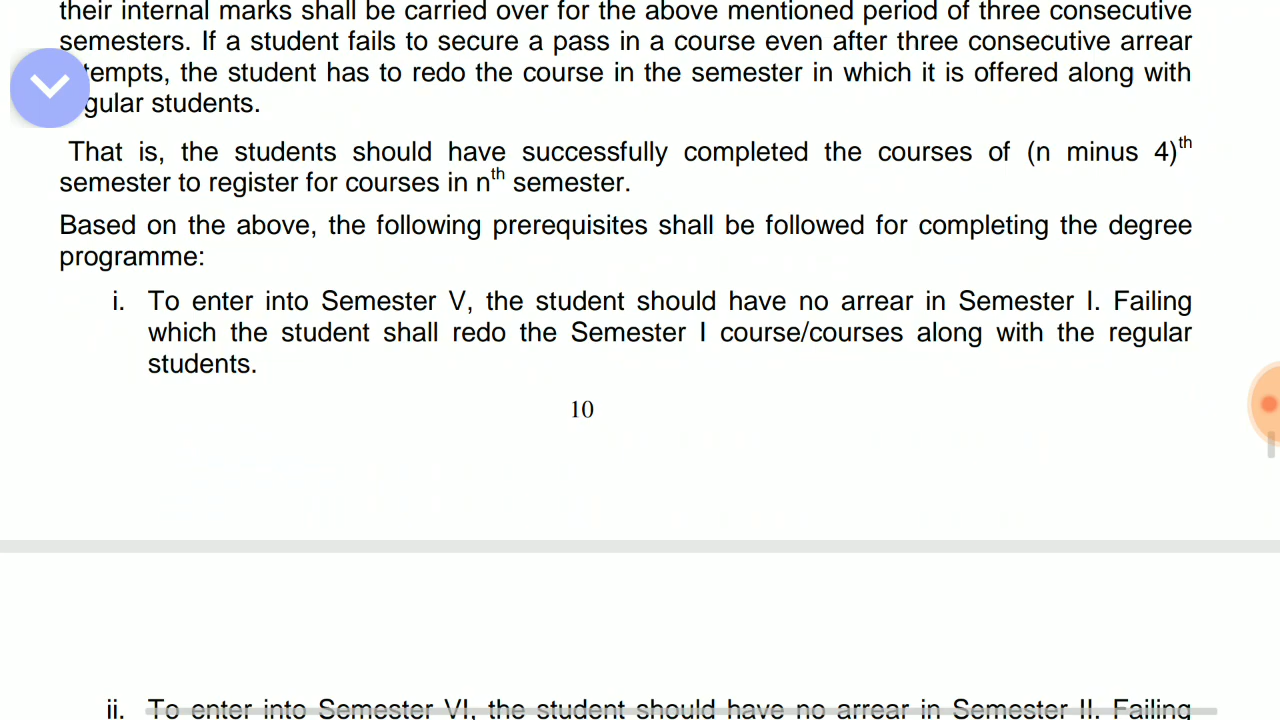 their internal marks shall be carried over for the above mentioned period of three consecutive
semesters. If a student fails to secure a pass in a course even after three consecutive arrear
tempts, the student has to redo the course in the semester in which it is offered along with
gular students.
That is, the students should have successfully completed the courses of (n minus 4)th
semester to register for courses in nth semester.
Based on the above, the following prerequisites shall be followed for completing the degree
programme:
i. To enter into Semester V, the student should have no arrear in Semester I. Failing
which the student shall redo the Semester I course/courses along with the regular
students.
10
ii. To enter into Semester VI, the student should have no arrear in Semester II. Failing